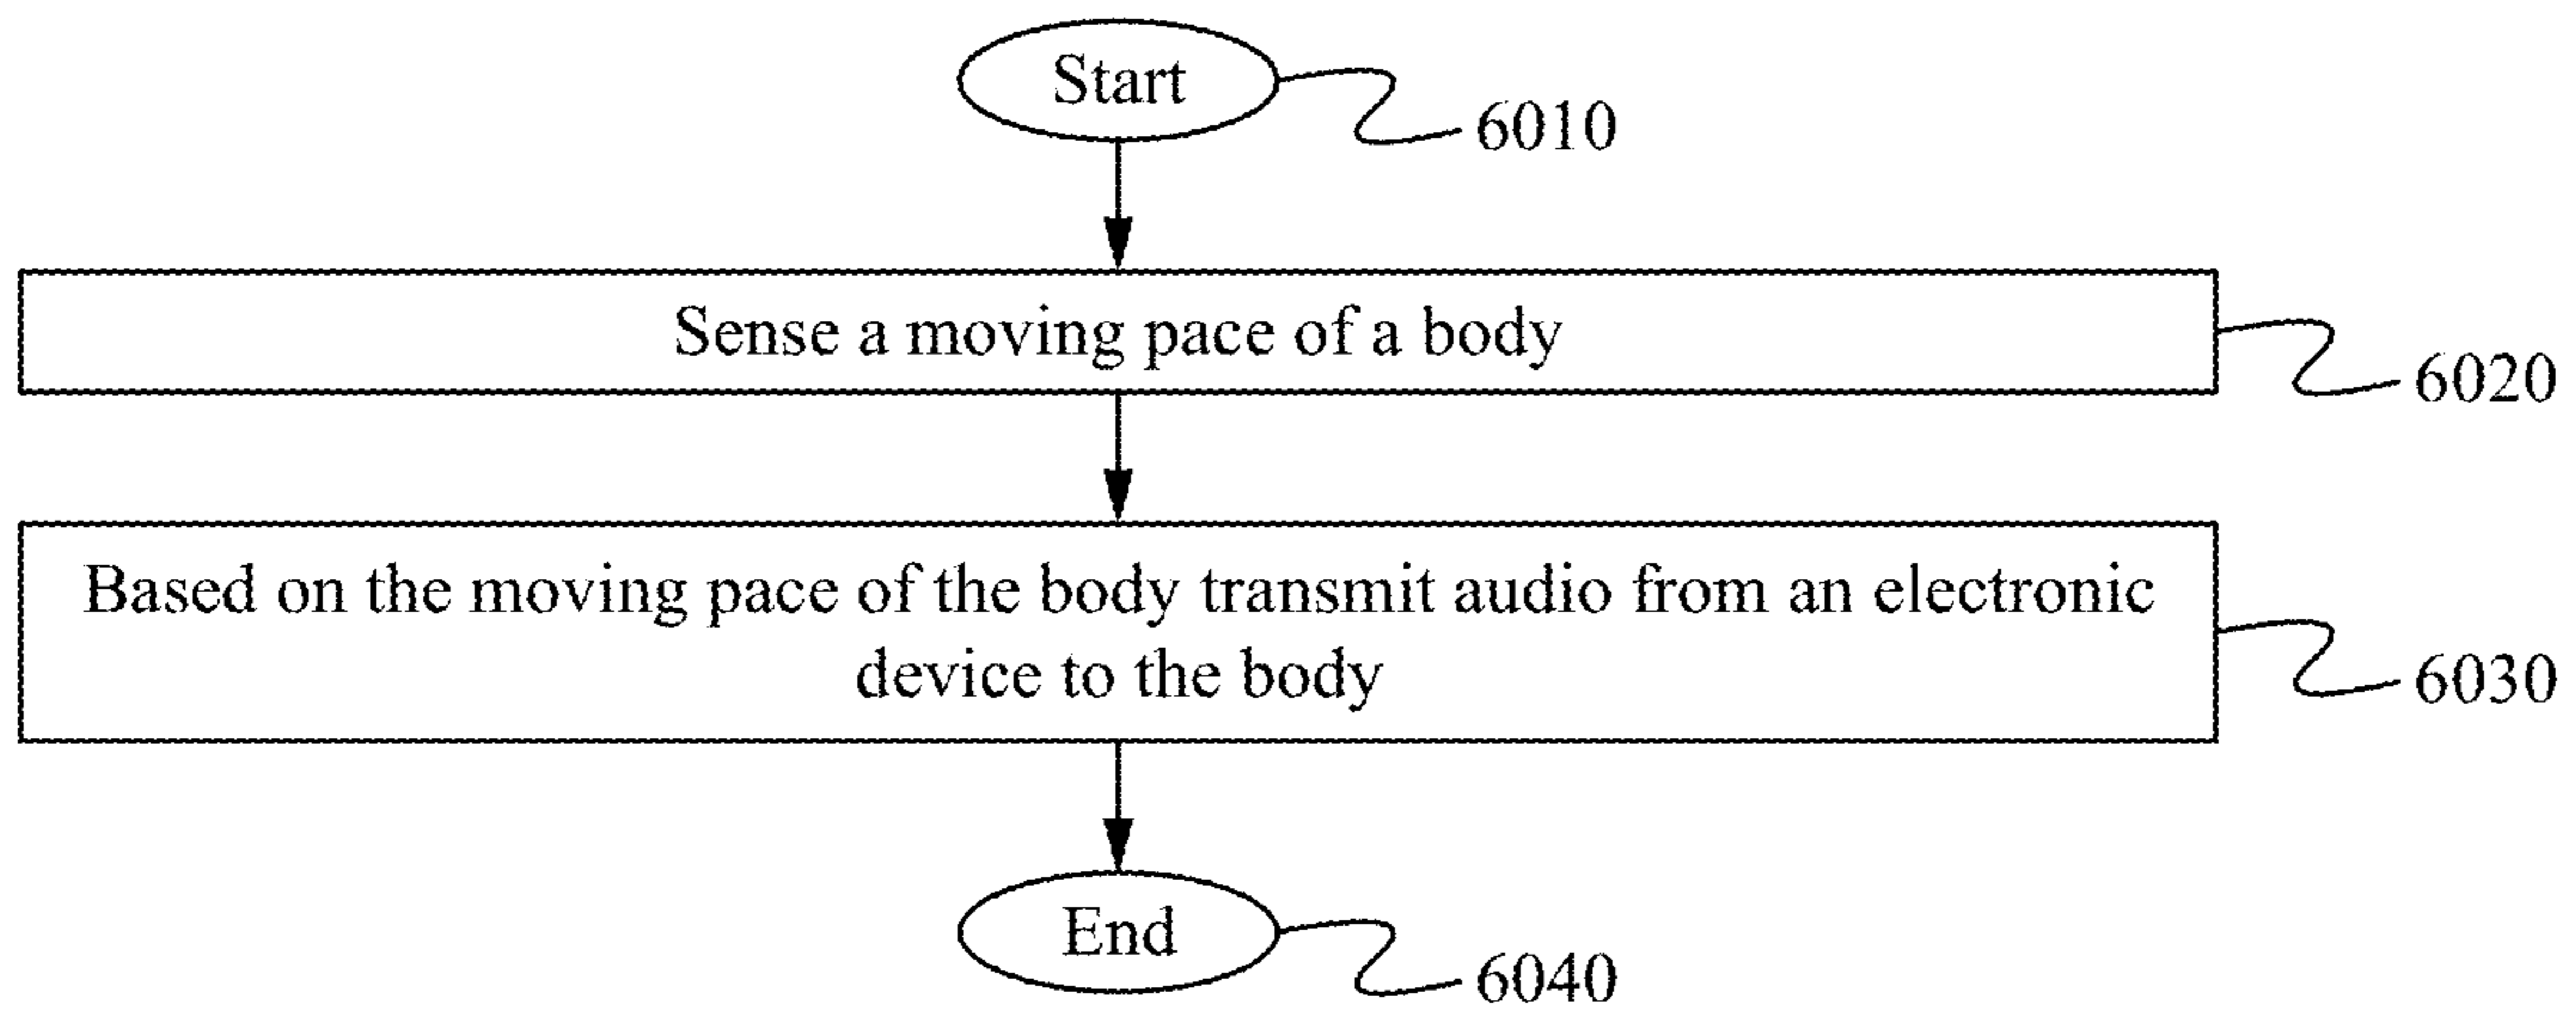 Start
6010
Sense a moving pace of a body
6020
Based on the moving pace of the body transmit audio from an electronic
device to the body
6030
End
6040